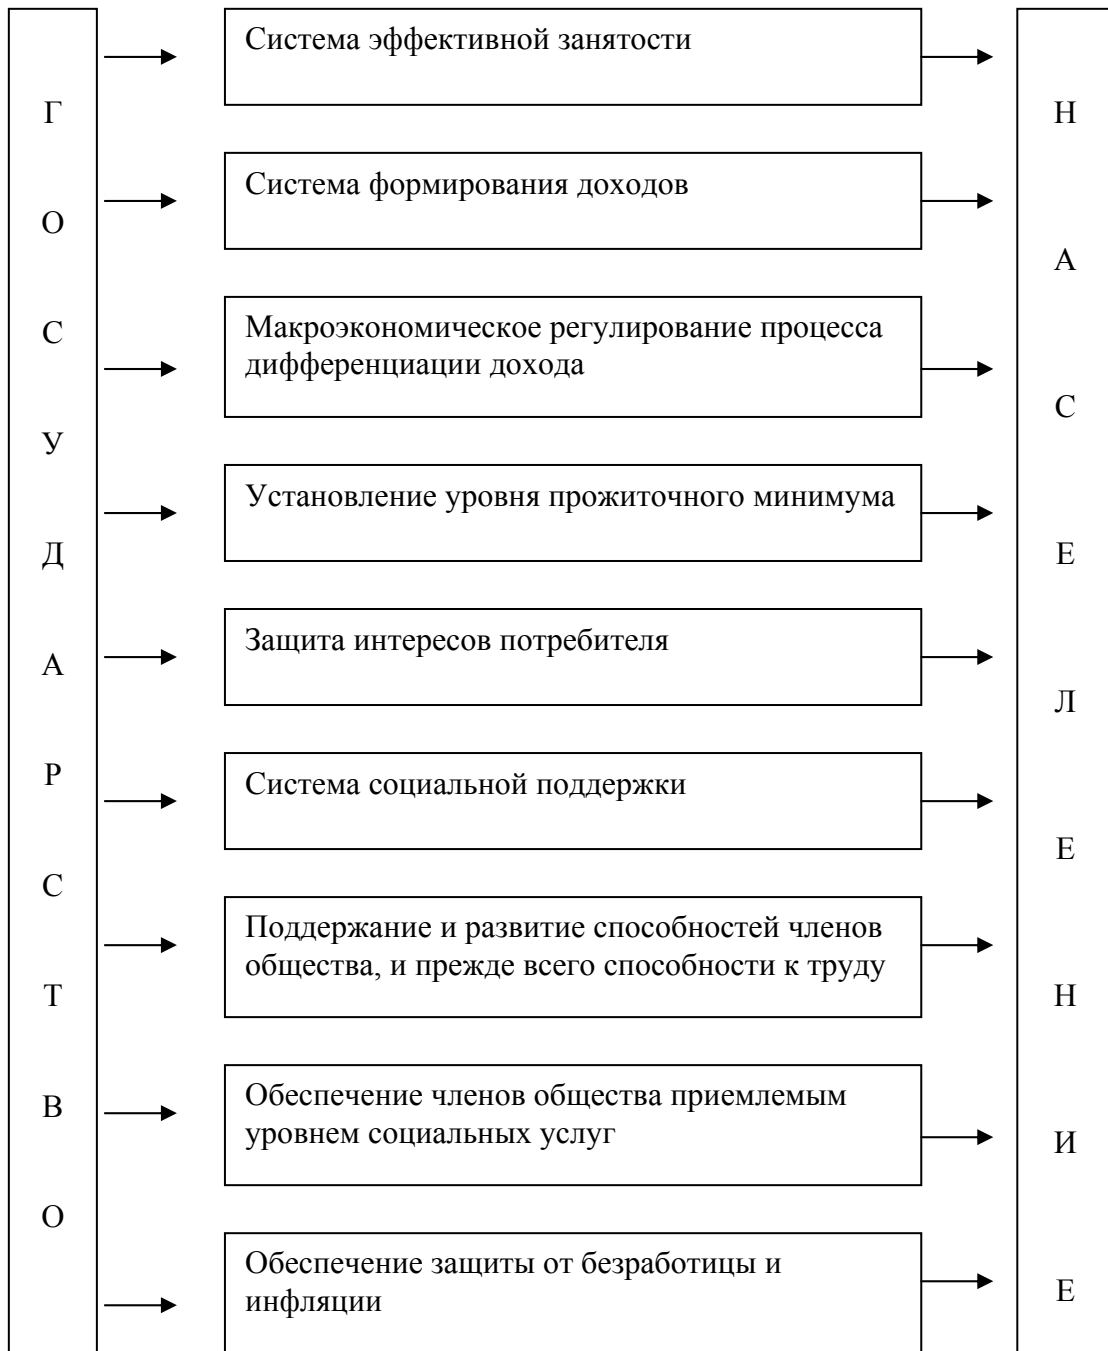 ГОСУДАРСТВО
Система эффективной занятости
Система формирования доходов
Макроэкономическое регулирование процесса
дифференциации дохода
Установление уровня прожиточного минимума
Защита интересов потребителя
Система социальной поддержки
Поддержание и развитие способностей членов
общества, и прежде всего способности к труду
Обеспечение членов общества приемлемым
уровнем социальных услуг
Обеспечение защиты от безработицы и
инфляции
НАСЕЛЕНИЕ